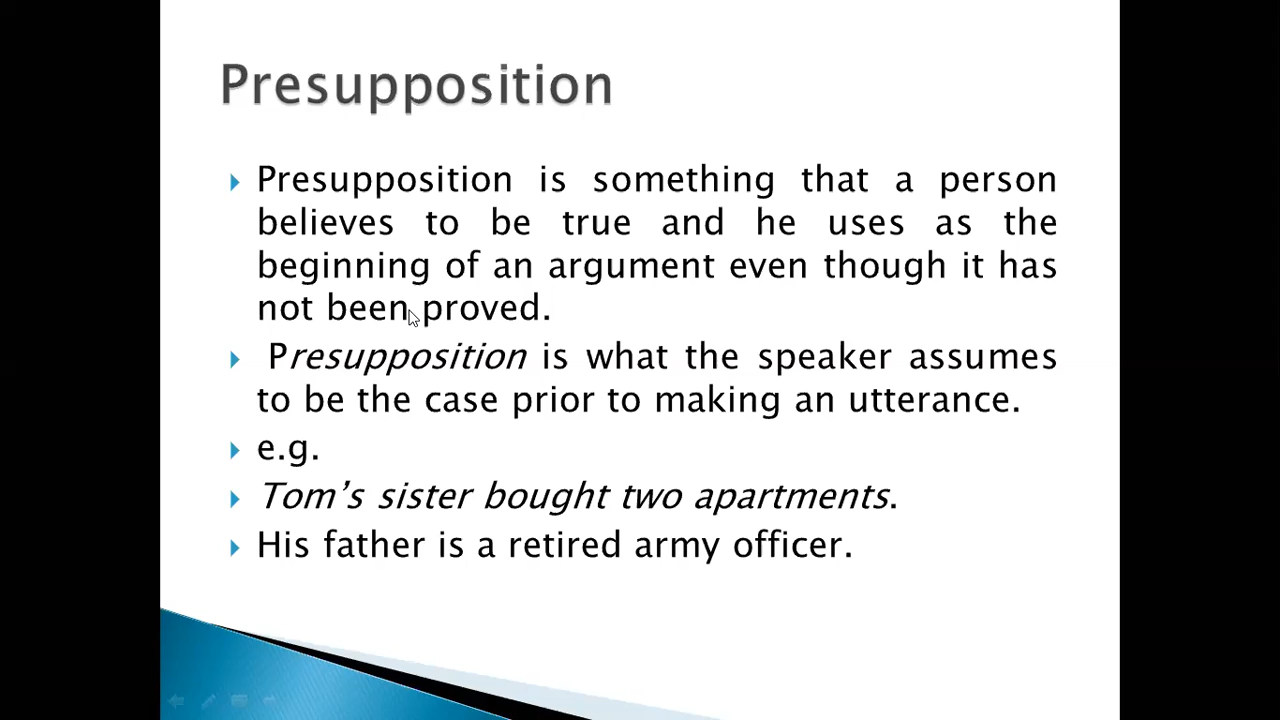 Presupposition
Presupposition is something that a person
believes to be true and he uses as the
beginning of an argument even though it has
not been proved.
Presupposition is what the speaker assumes
to be the case prior to making an utterance.
e.g.
Tom’s sister bought two apartments.
His father is a retired army officer.